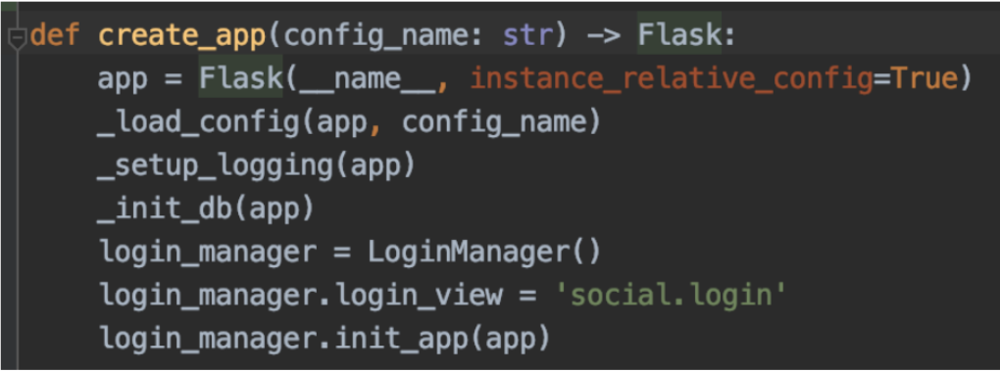 def create_app(config_name: str) -> Flask:
    app = Flask(__name__, instance_relative_config=True)
    _load_config(app, config_name)
    _setup_logging(app)
    _init_db(app)
    login_manager = LoginManager()
    login_manager.login_view = 'social.login'
    login_manager.init_app(app)